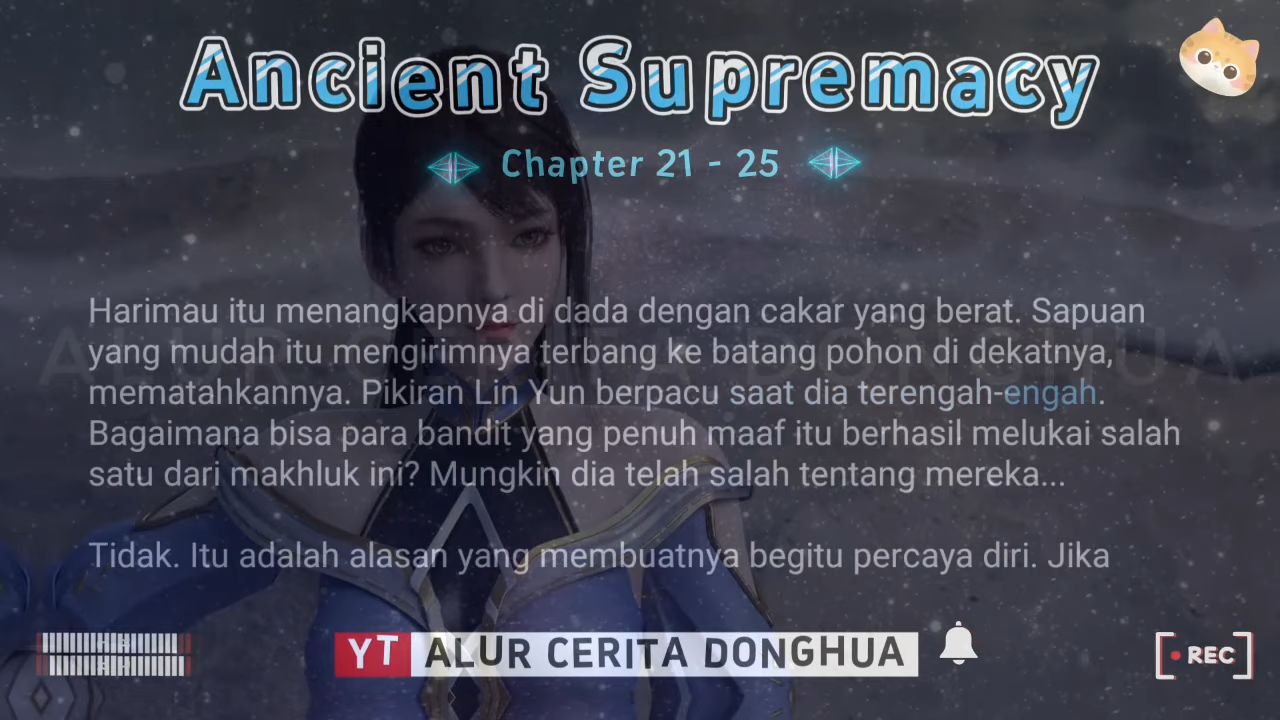 Ancient Supremacy
Chapter 21 - 25
Harimau itu menangkapnya di dada dengan cakar yang berat. Sapuan
yang mudah itu mengirimnya terbang ke batang pohon di dekatnya,
mematahkannya. Pikiran Lin Yun berpacu saat dia terengah-engah.
Bagaimana bisa para bandit yang penuh maaf itu berhasil melukai salah
satu dari makhluk ini? Mungkin dia telah salah tentang mereka...
Tidak. Itu adalah alasan yang membuatnya begitu percaya diri. Jika
ALUR CERITA DONGHUA
YT ALUR CERITA DONGHUA
REC